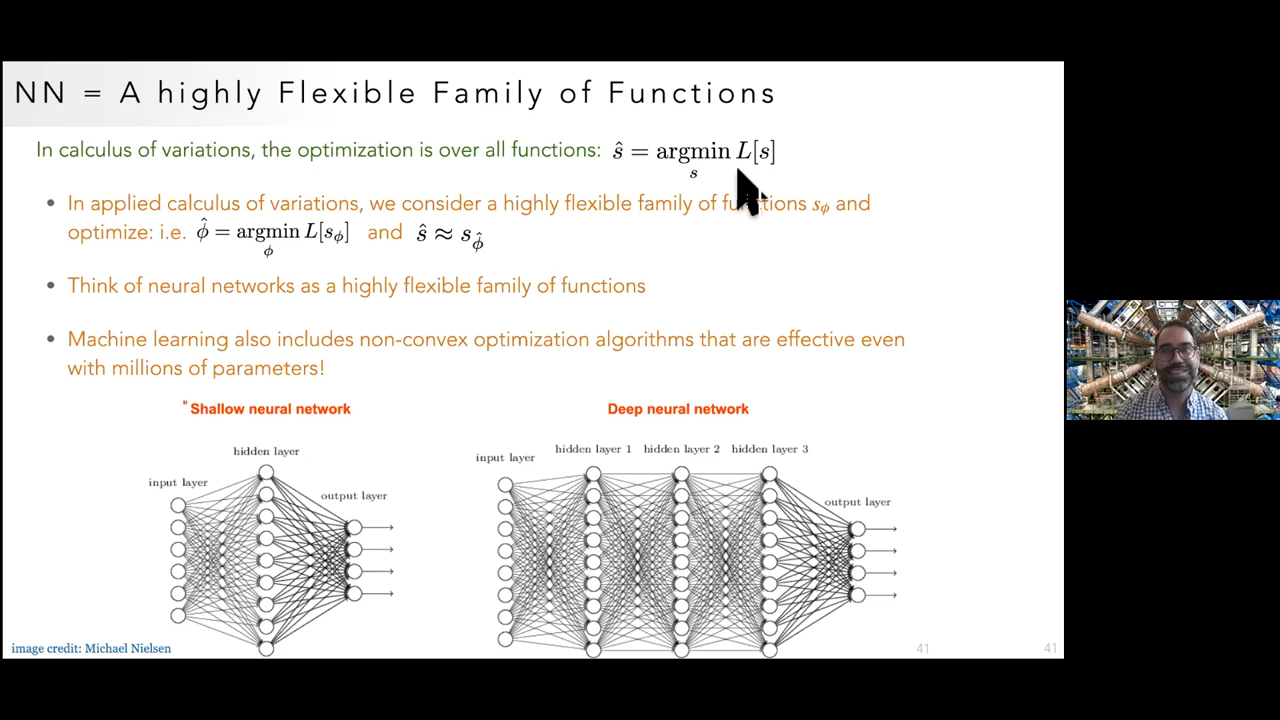 NN = A highly Flexible Family of Functions
In calculus of variations, the optimization is over all functions: ŝ = argmin L[s]
s
• In applied calculus of variations, we consider a highly flexible family of functions sϕ and
optimize: i.e. ϕ̂ = argmin L[sϕ] and ŝ ≈ sϕ̂
ϕ
• Think of neural networks as a highly flexible family of functions
• Machine learning also includes non-convex optimization algorithms that are effective even
with millions of parameters!
"Shallow neural network
Deep neural network
hidden layer
input layer
output layer
input layer
hidden layer 1 hidden layer 2 hidden layer 3
output layer
image credit: Michael Nielsen
41
41